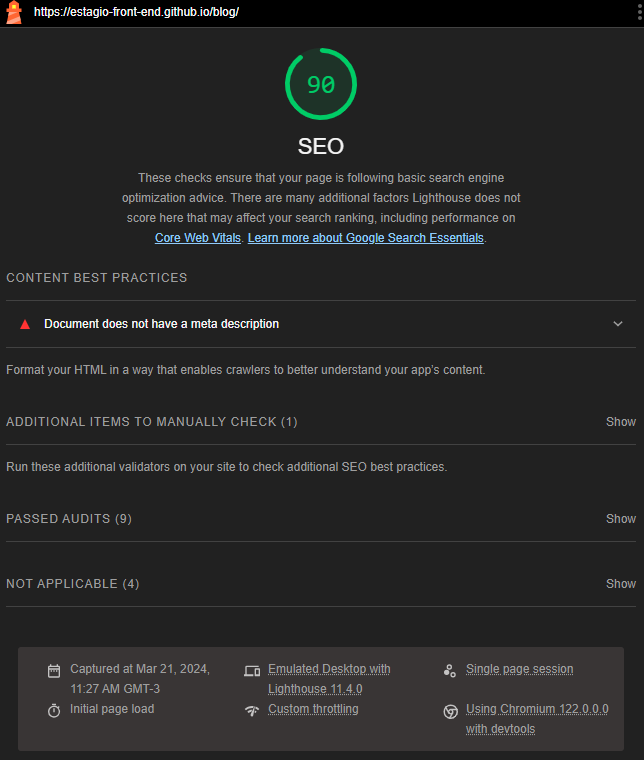 https://estagio-front-end.github.io/blog/
90
SEO
These checks ensure that your page is following basic search engine
optimization advice. There are many additional factors Lighthouse does not
score here that may affect your search ranking, including performance on
Core Web Vitals. Learn more about Google Search Essentials.
CONTENT BEST PRACTICES
Document does not have a meta description
Format your HTML in a way that enables crawlers to better understand your app's content.
ADDITIONAL ITEMS TO MANUALLY CHECK (1) Show
Run these additional validators on your site to check additional SEO best practices.
PASSED AUDITS (9) Show
NOT APPLICABLE (4) Show
Captured at Mar 21, 2024,
11:27 AM GMT-3
Emulated Desktop with
Lighthouse 11.4.0
Single page session
Initial page load
Custom throttling
Using Chromium 122.0.0.0
with devtools